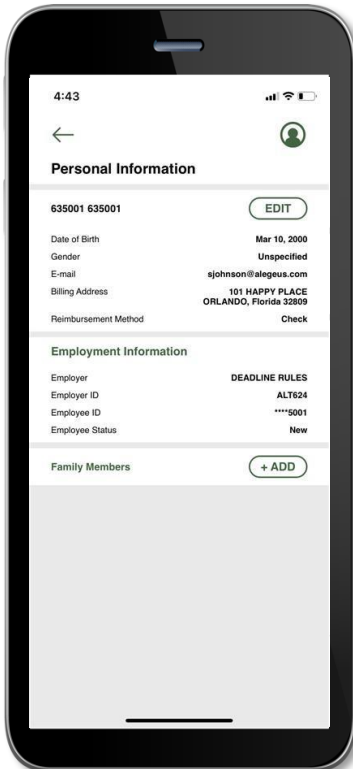 4:43
Personal Information
635001 635001 EDIT
Date of Birth Mar 10, 2000
Gender Unspecified
E-mail sjohnson@alegeus.com
Billing Address 101 HAPPY PLACE
ORLANDO, Florida 32809
Reimbursement Method Check
Employment Information
Employer DEADLINE RULES
Employer ID ALT624
Employee ID ****5001
Employee Status New
Family Members + ADD